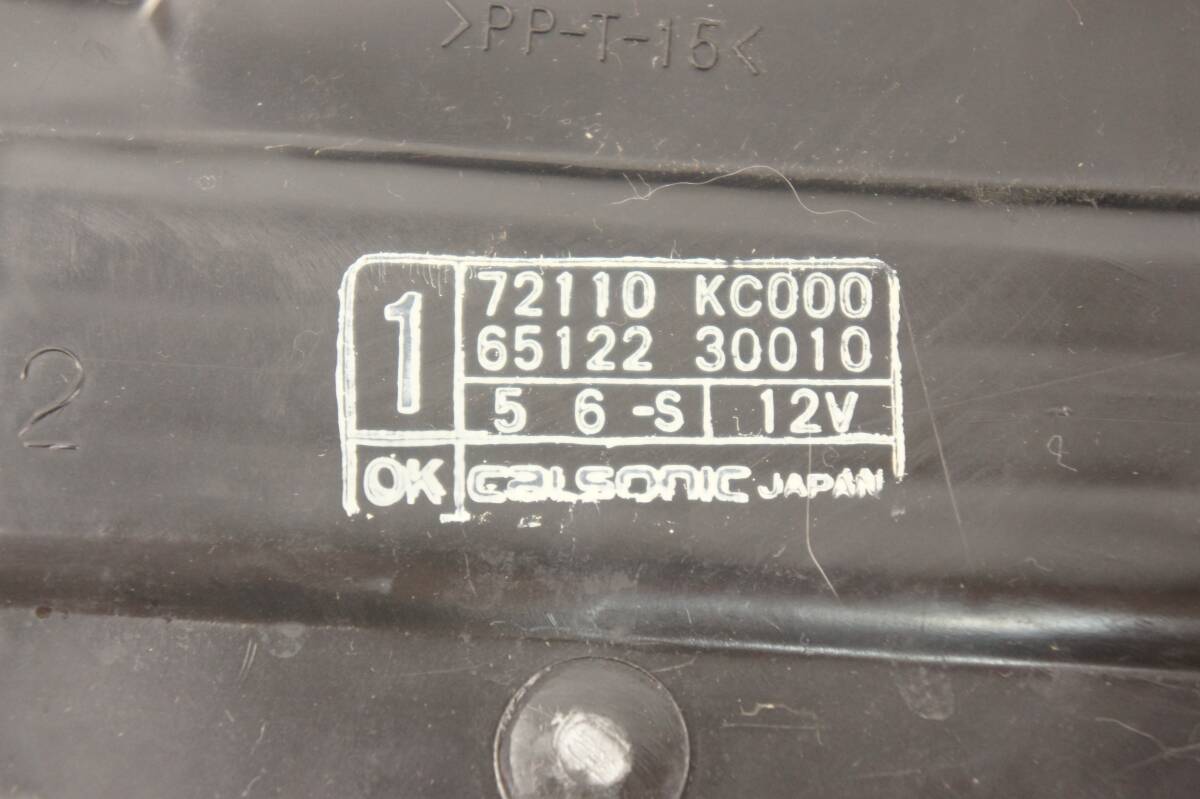 >PP-T-15<
1
72110 KC000
65122 30010
5 6 -S 12V
OK calsonic JAPAN
2